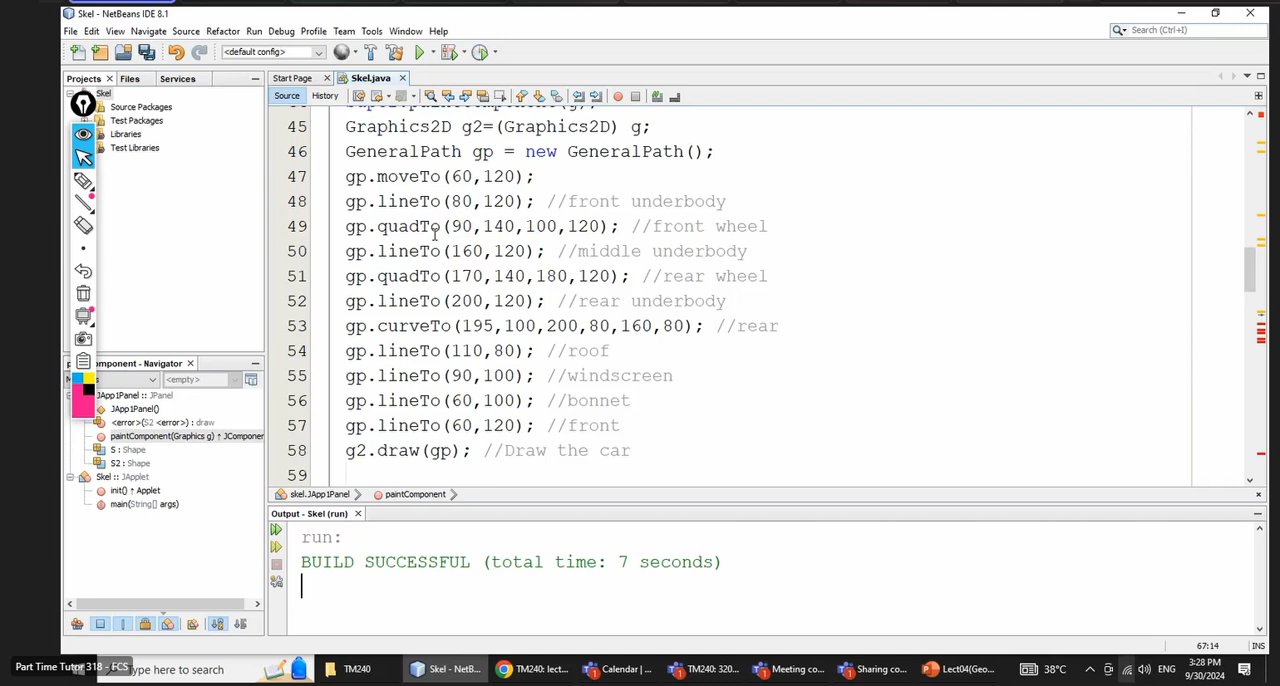 Skel - NetBeans IDE 8.1
File Edit View Navigate Source Refactor Run Debug Profile Team Tools Window Help
Search (Ctrl+I)
<default config>
Projects Files Services
Start Page Skel.java
Source History
Skel
Source Packages
Test Packages
Libraries
Test Libraries
45 Graphics2D g2=(Graphics2D) g;
46 GeneralPath gp = new GeneralPath();
47 gp.moveTo(60,120);
48 gp.lineTo(80,120); //front underbody
49 gp.quadTo(90,140,100,120); //front wheel
50 gp.lineTo(160,120); //middle underbody
51 gp.quadTo(170,140,180,120); //rear wheel
52 gp.lineTo(200,120); //rear underbody
53 gp.curveTo(195,100,200,80,160,80); //rear
54 gp.lineTo(110,80); //roof
55 gp.lineTo(90,100); //windscreen
56 gp.lineTo(60,100); //bonnet
57 gp.lineTo(60,120); //front
58 g2.draw(gp); //Draw the car
59
omponent - Navigator
<empty>
JApp1Panel :: JPanel
JApp1Panel()
<error>(S2 <error>) : draw
paintComponent(Graphics g) ↑ JComponent
S : Shape
S2 : Shape
Skel :: JApplet
init() ↑ Applet
main(String[] args)
skel.JApp1Panel paintComponent
Output - Skel (run)
run:
BUILD SUCCESSFUL (total time: 7 seconds)
67:14 INS
Part Time Tutor 318 - FCS
ype here to search
TM240
Skel - NetB...
TM240: lect...
Calendar | ...
TM240: 320...
Meeting co...
Sharing co...
Lect04(Geo...
38°C
ENG
3:28 PM
9/30/2024